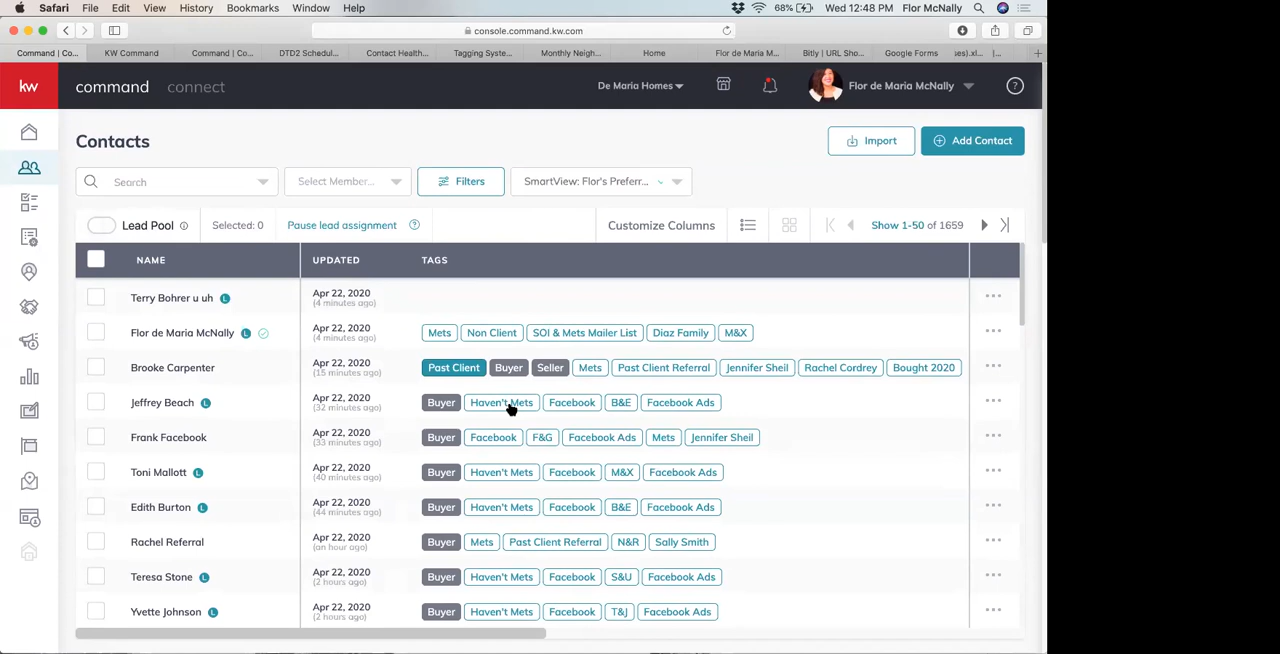 Safari File Edit View History Bookmarks Window Help 68% Wed 12:48 PM Flor McNally
console.command.kw.com
Command | Co... KW Command Command | Co... DTD2 Schedul... Contact Health... Tagging Syste... Monthly Neigh... Home Flor de Maria M... Bitly | URL Sho... Google Forms ses).xl...
kw command connect De Maria Homes Flor de Maria McNally ?
Contacts
Import Add Contact
Search Select Member... Filters SmartView: Flor's Preferr...
Lead Pool Selected: 0 Pause lead assignment ? Customize Columns Show 1-50 of 1659
NAME UPDATED TAGS
Terry Bohrer u uh L Apr 22, 2020
(4 minutes ago)
Flor de Maria McNally L Apr 22, 2020 Mets Non Client SOI & Mets Mailer List Diaz Family M&X
(4 minutes ago)
Brooke Carpenter Apr 22, 2020 Past Client Buyer Seller Mets Past Client Referral Jennifer Sheil Rachel Cordrey Bought 2020
(15 minutes ago)
Jeffrey Beach L Apr 22, 2020 Buyer Haven't Mets Facebook B&E Facebook Ads
(32 minutes ago)
Frank Facebook Apr 22, 2020 Buyer Facebook F&G Facebook Ads Mets Jennifer Sheil
(33 minutes ago)
Toni Mallott L Apr 22, 2020 Buyer Haven't Mets Facebook M&X Facebook Ads
(40 minutes ago)
Edith Burton L Apr 22, 2020 Buyer Haven't Mets Facebook B&E Facebook Ads
(44 minutes ago)
Rachel Referral Apr 22, 2020 Buyer Mets Past Client Referral N&R Sally Smith
(an hour ago)
Teresa Stone L Apr 22, 2020 Buyer Haven't Mets Facebook S&U Facebook Ads
(2 hours ago)
Yvette Johnson L Apr 22, 2020 Buyer Haven't Mets Facebook T&J Facebook Ads
(2 hours ago)